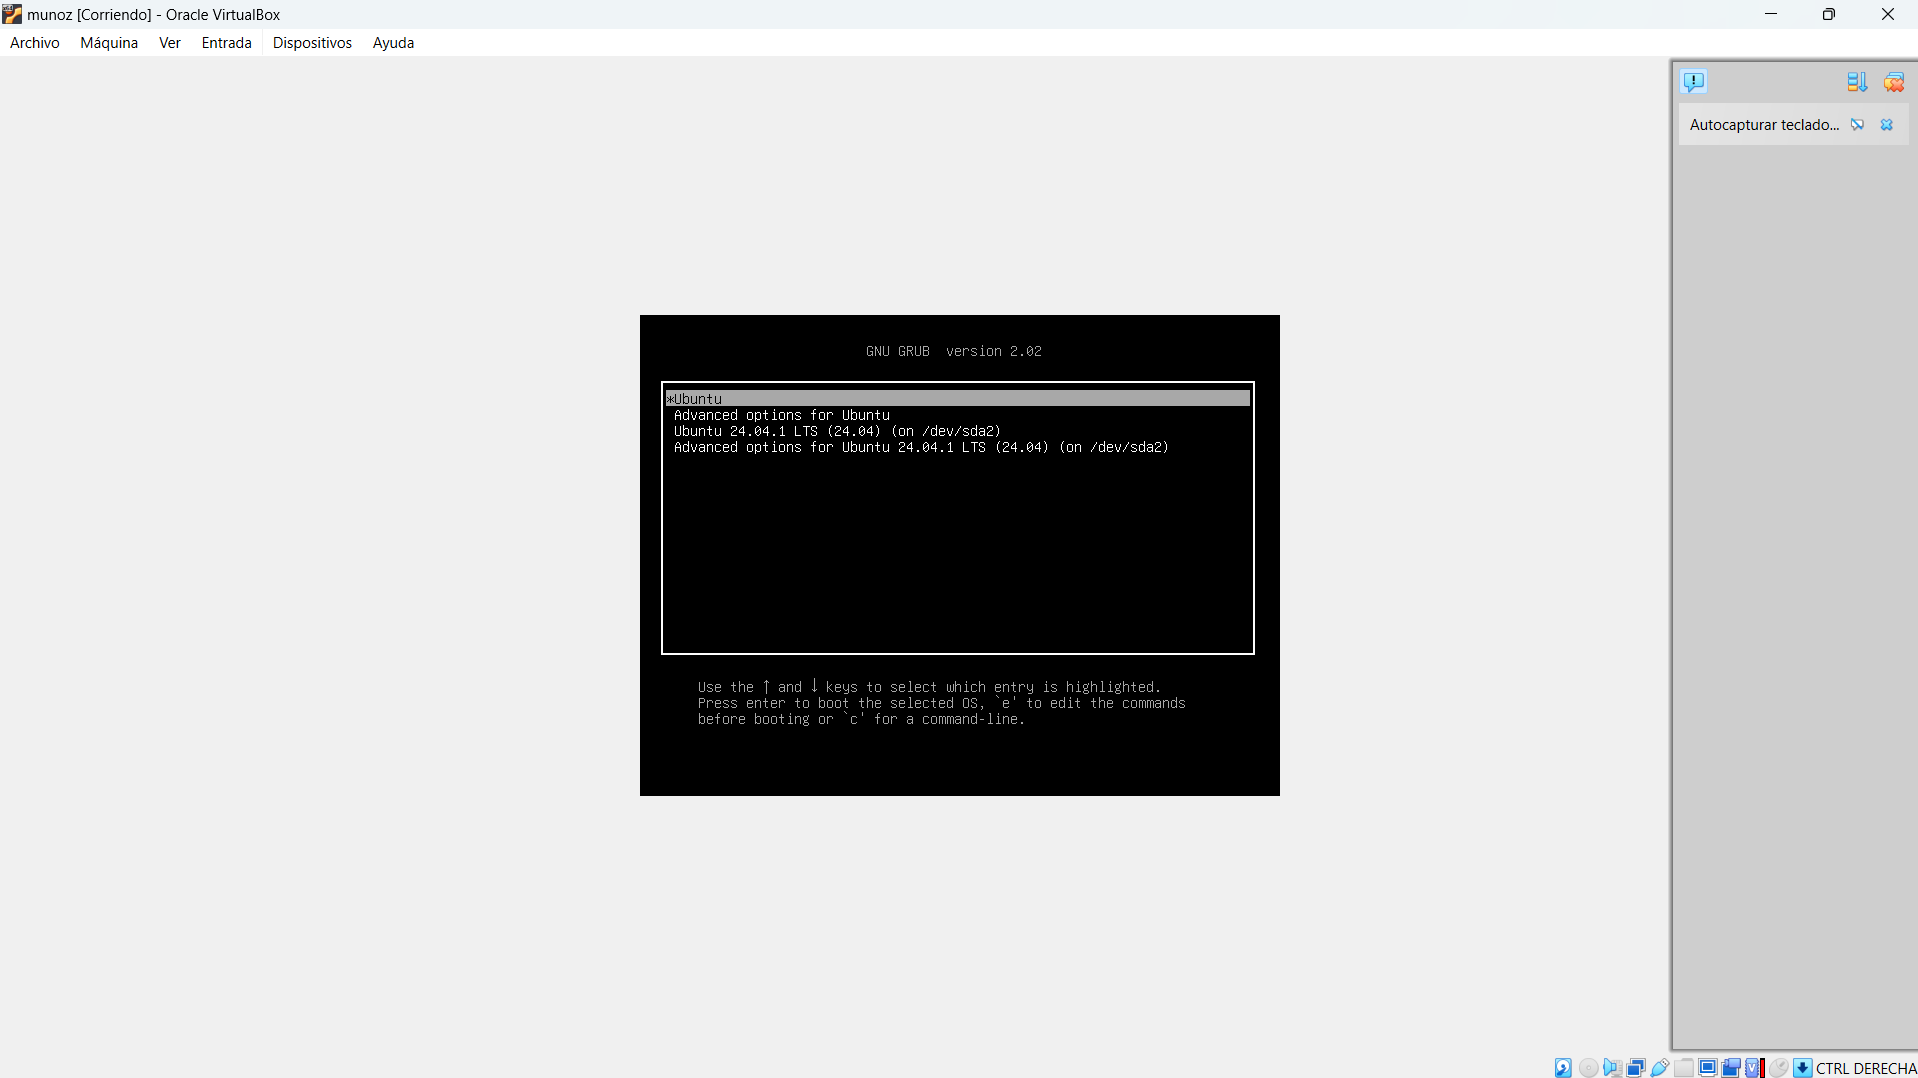 munoz [Corriendo] - Oracle VirtualBox
Archivo Máquina Ver Entrada Dispositivos Ayuda
Autocapturar teclado...
GNU GRUB version 2.02
*Ubuntu
Advanced options for Ubuntu
Ubuntu 24.04.1 LTS (24.04) (on /dev/sda2)
Advanced options for Ubuntu 24.04.1 LTS (24.04) (on /dev/sda2)
Use the ↑ and ↓ keys to select which entry is highlighted.
Press enter to boot the selected OS, `e' to edit the commands
before booting or `c' for a command-line.
CTRL DERECHA